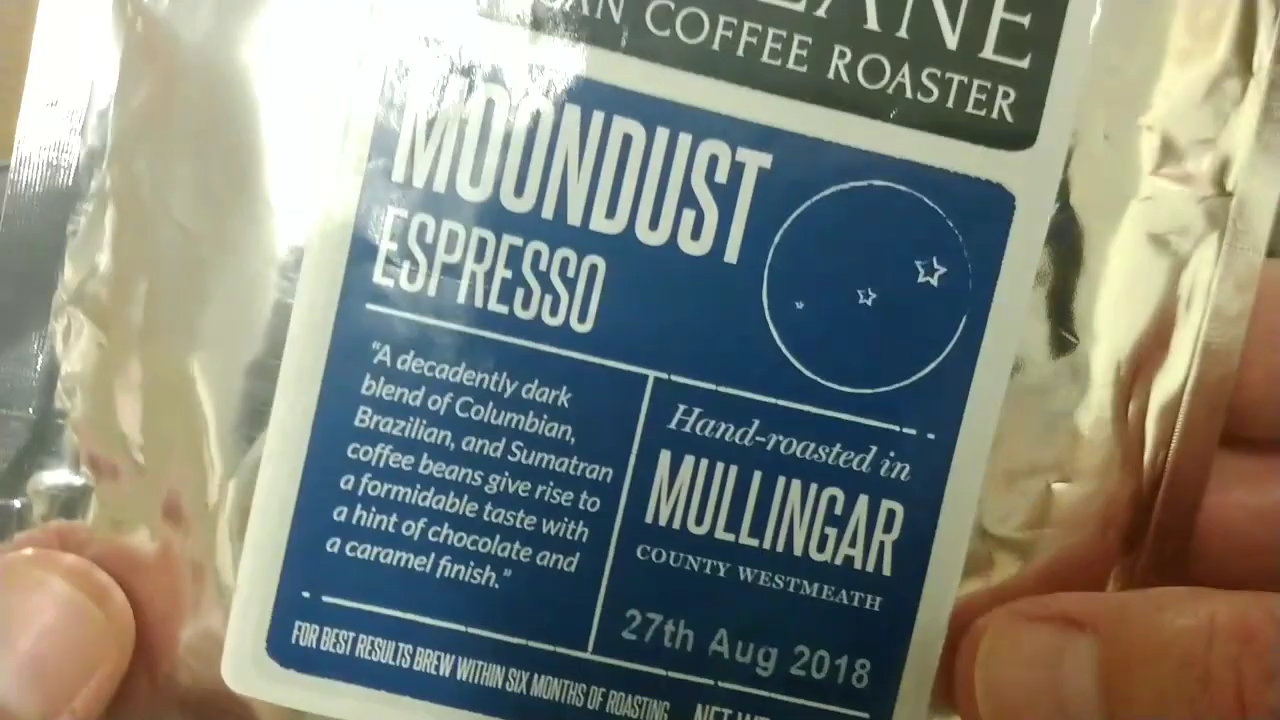 COFFEE ROASTER
MOONDUST
ESPRESSO
"A decadently dark
blend of Columbian,
Brazilian, and Sumatran
coffee beans give rise to
a formidable taste with
a hint of chocolate and
a caramel finish."
Hand-roasted in
MULLINGAR
COUNTY WESTMEATH
27th Aug 2018
FOR BEST RESULTS BREW WITHIN SIX MONTHS OF ROASTING NET